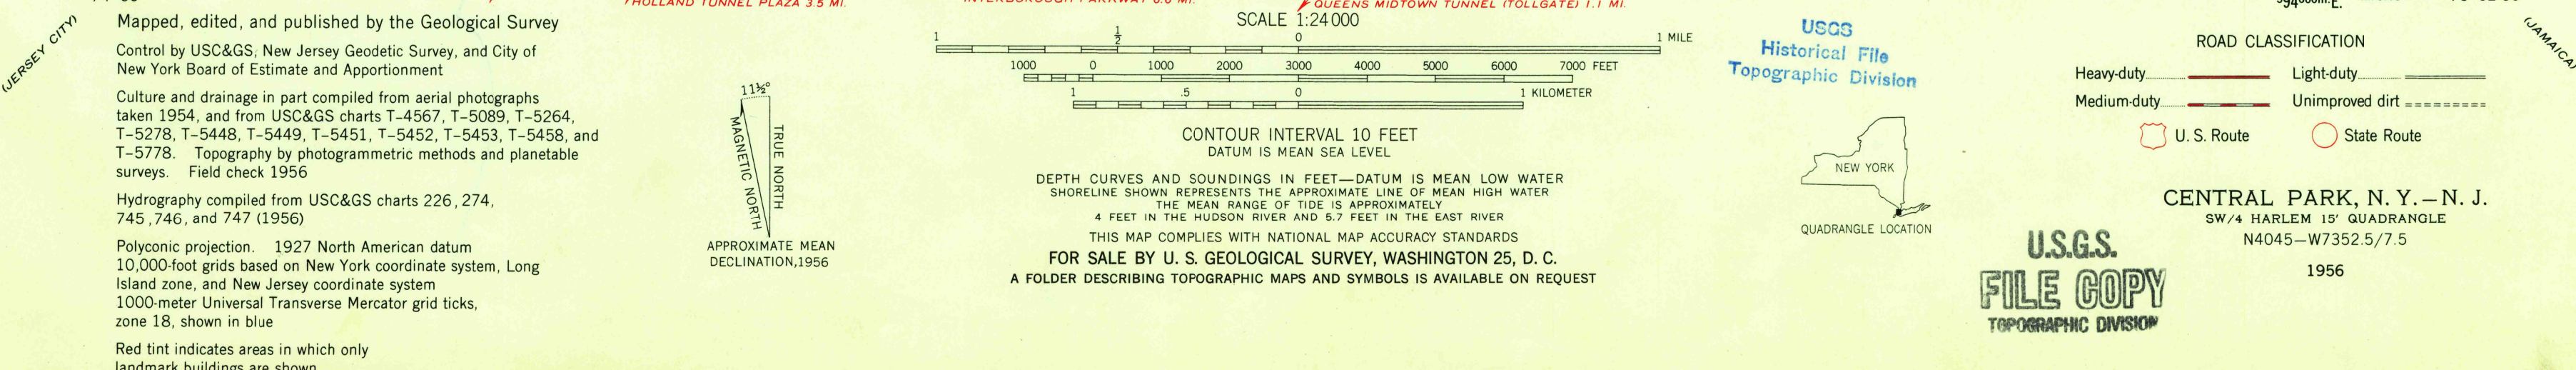 (JERSEY CITY)
Mapped, edited, and published by the Geological Survey
Control by USC&GS, New Jersey Geodetic Survey, and City of
New York Board of Estimate and Apportionment
Culture and drainage in part compiled from aerial photographs
taken 1954, and from USC&GS charts T-4567, T-5089, T-5264,
T-5278, T-5448, T-5449, T-5451, T-5452, T-5453, T-5458, and
T-5778. Topography by photogrammetric methods and planetable
surveys. Field check 1956
Hydrography compiled from USC&GS charts 226, 274,
745, 746, and 747 (1956)
Polyconic projection. 1927 North American datum
10,000-foot grids based on New York coordinate system, Long
Island zone, and New Jersey coordinate system
1000-meter Universal Transverse Mercator grid ticks,
zone 18, shown in blue
Red tint indicates areas in which only
landmark buildings are shown
HOLLAND TUNNEL PLAZA 3.5 MI.
INTERBOROUGH PARKWAY 6.6 MI.
QUEENS MIDTOWN TUNNEL (TOLLGATE) 1.1 MI.
11½°
MAGNETIC NORTH
TRUE NORTH
APPROXIMATE MEAN
DECLINATION, 1956
SCALE 1:24000
1 ½ 0 1 MILE
1000 0 1000 2000 3000 4000 5000 6000 7000 FEET
1 .5 0 1 KILOMETER
CONTOUR INTERVAL 10 FEET
DATUM IS MEAN SEA LEVEL
DEPTH CURVES AND SOUNDINGS IN FEET—DATUM IS MEAN LOW WATER
SHORELINE SHOWN REPRESENTS THE APPROXIMATE LINE OF MEAN HIGH WATER
THE MEAN RANGE OF TIDE IS APPROXIMATELY
4 FEET IN THE HUDSON RIVER AND 5.7 FEET IN THE EAST RIVER
THIS MAP COMPLIES WITH NATIONAL MAP ACCURACY STANDARDS
FOR SALE BY U. S. GEOLOGICAL SURVEY, WASHINGTON 25, D. C.
A FOLDER DESCRIBING TOPOGRAPHIC MAPS AND SYMBOLS IS AVAILABLE ON REQUEST
USGS
Historical File
Topographic Division
NEW YORK
QUADRANGLE LOCATION
(JAMAICA)
ROAD CLASSIFICATION
Heavy-duty Light-duty
Medium-duty Unimproved dirt
U. S. Route State Route
CENTRAL PARK, N. Y.—N. J.
SW/4 HARLEM 15' QUADRANGLE
N4045—W7352.5/7.5
1956
U.S.G.S.
FILE COPY
TOPOGRAPHIC DIVISION